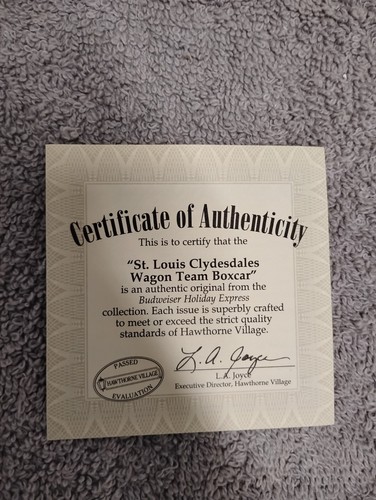 Certificate of Authenticity
This is to certify that the
"St. Louis Clydesdales
Wagon Team Boxcar"
is an authentic original from the
Budweiser Holiday Express
collection. Each issue is superbly crafted
to meet or exceed the strict quality
standards of Hawthorne Village.
PASSED
HAWTHORNE VILLAGE
EVALUATION
L. A. Joyce
L.A. Joyce
Executive Director, Hawthorne Village